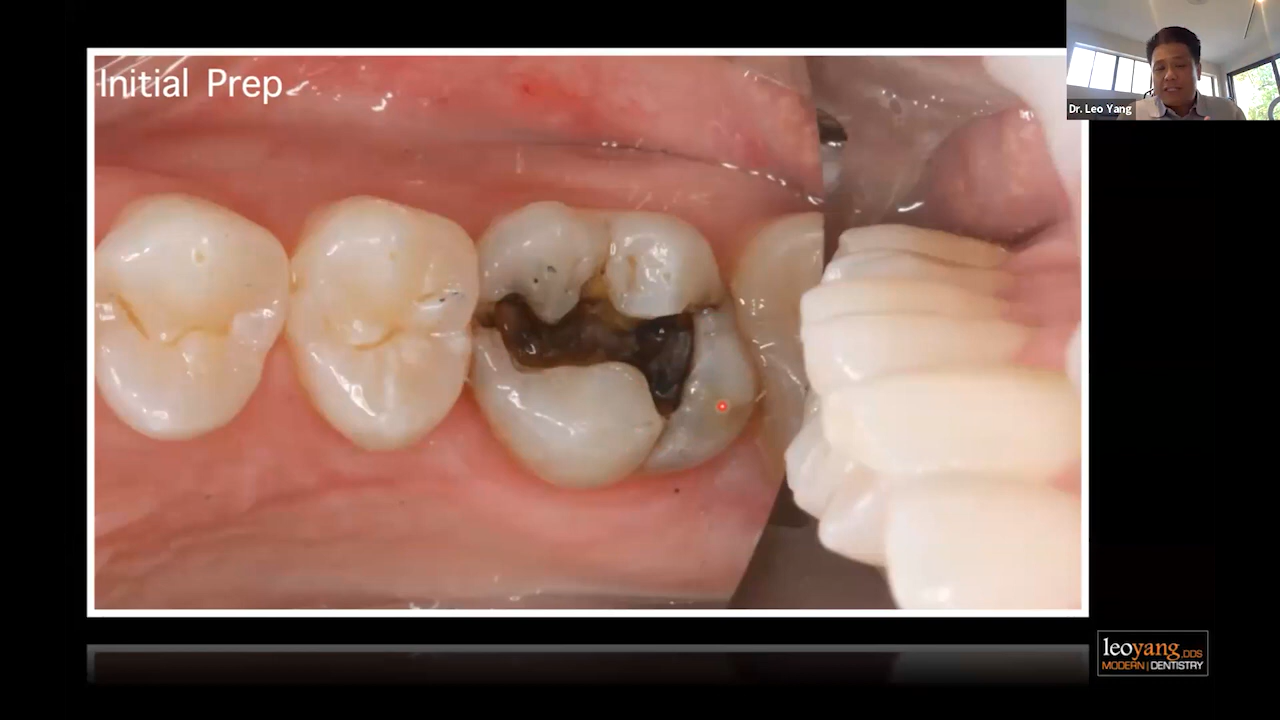 Initial Prep
Dr. Leo Yang
leoyang.DDS
MODERN | DENTISTRY